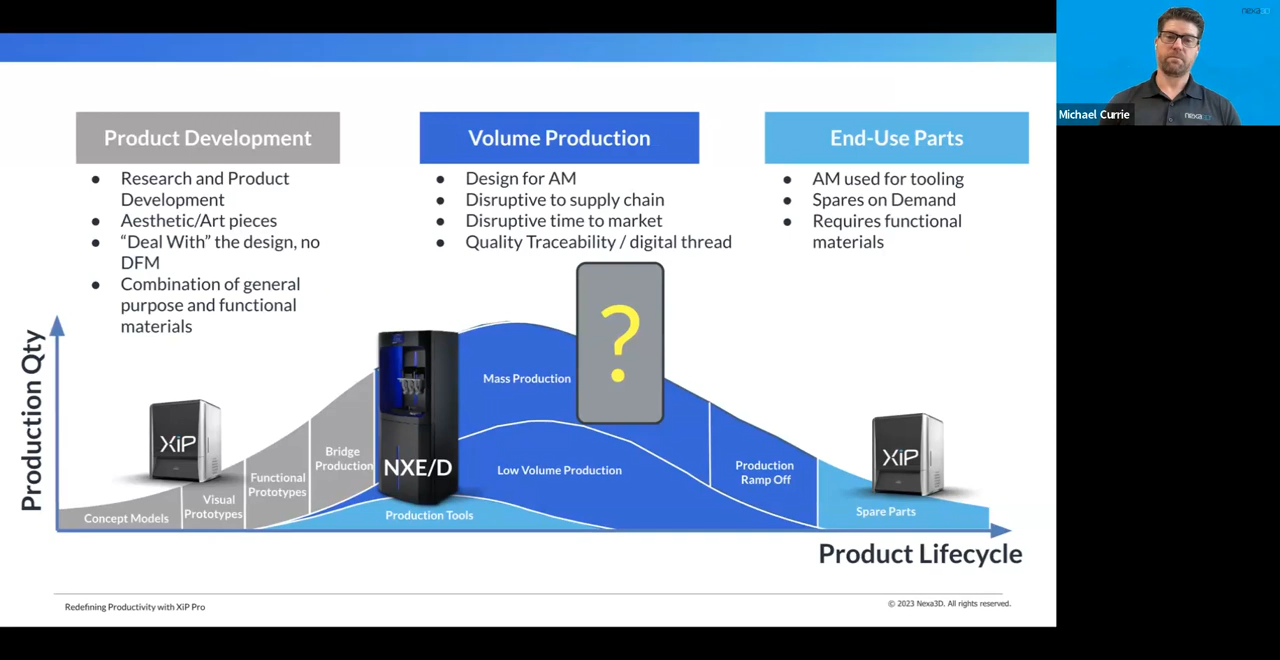 Product Development
Research and Product
Development
Aesthetic/Art pieces
“Deal With” the design, no
DFM
Combination of general
purpose and functional
materials
Volume Production
Design for AM
Disruptive to supply chain
Disruptive time to market
Quality Traceability / digital thread
End-Use Parts
AM used for tooling
Spares on Demand
Requires functional
materials
Production Qty
XiP
NXE/D
?
XiP
Concept Models
Visual
Prototypes
Functional
Prototypes
Bridge
Production
Mass Production
Low Volume Production
Production Tools
Production
Ramp Off
Spare Parts
Product Lifecycle
Redefining Productivity with XiP Pro
© 2023 Nexa3D. All rights reserved.
nexa3D
Michael Currie
nexa3D